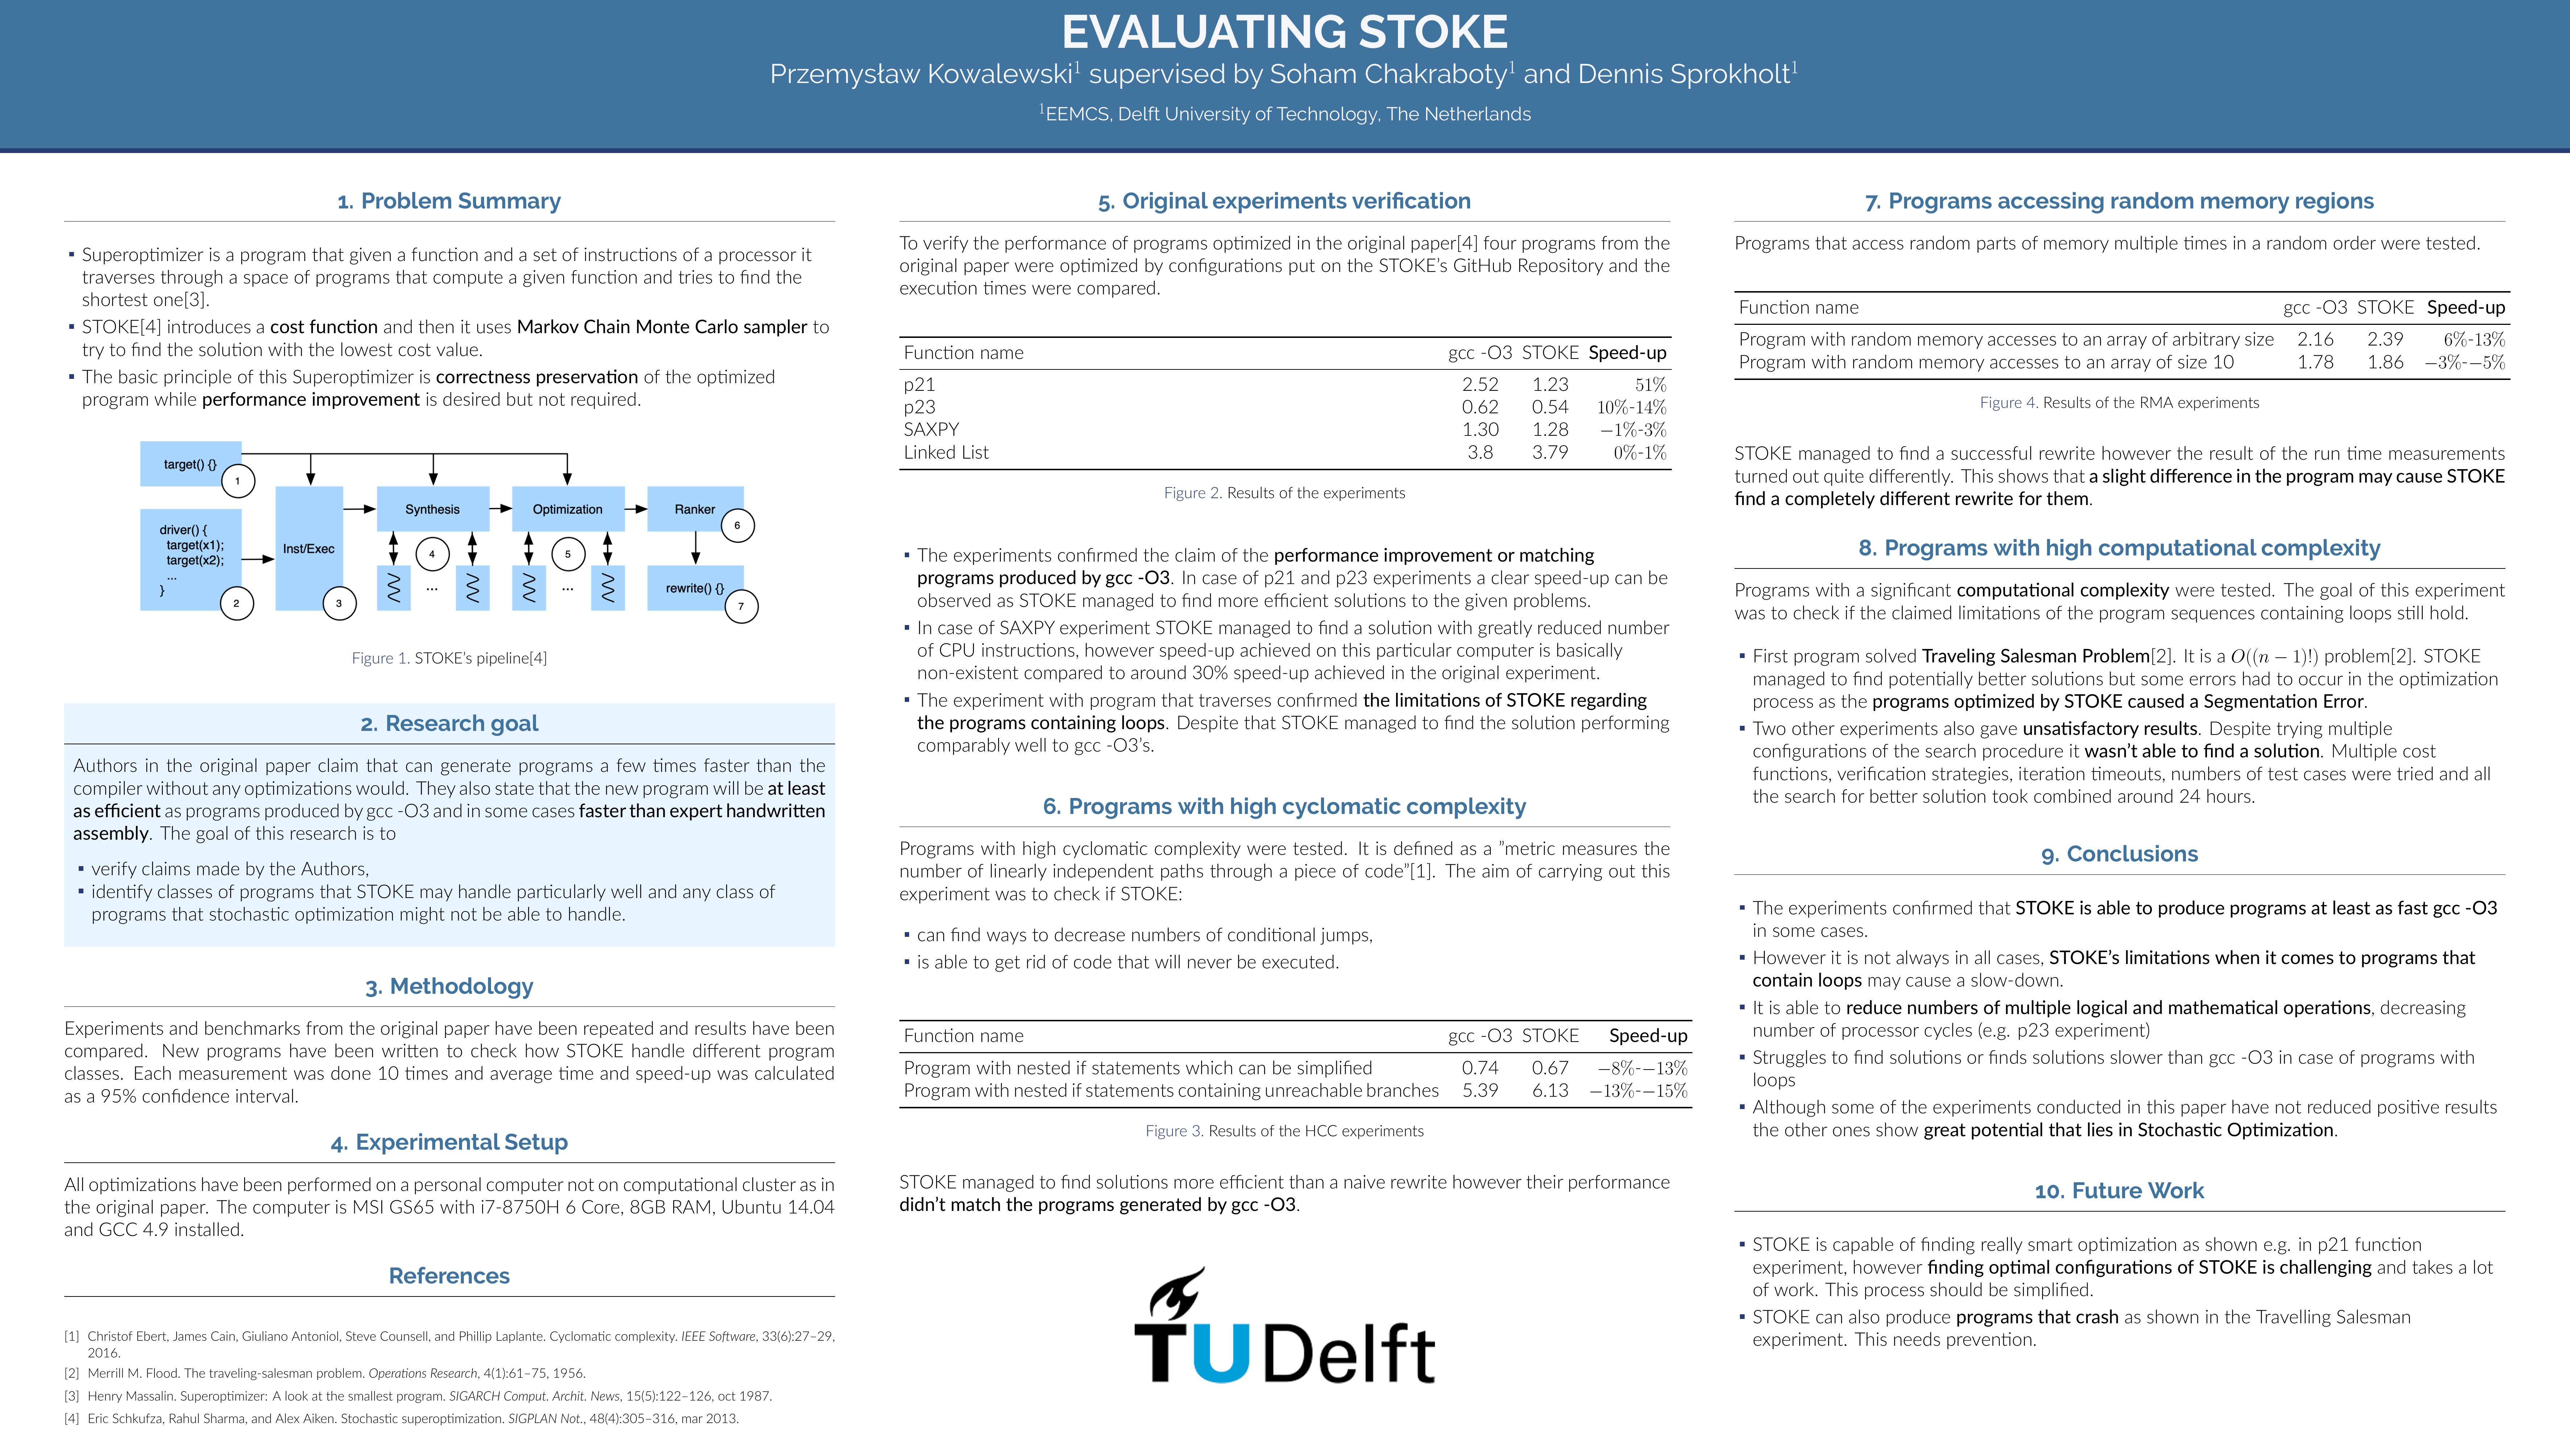 EVALUATING STOKE
Przemysław Kowalewski¹ supervised by Soham Chakraboty¹ and Dennis Sprokholt¹
¹EEMCS, Delft University of Technology, The Netherlands
1. Problem Summary
▪ Superoptimizer is a program that given a function and a set of instructions of a processor it
traverses through a space of programs that compute a given function and tries to find the
shortest one[3].
▪ STOKE[4] introduces a cost function and then it uses Markov Chain Monte Carlo sampler to
try to find the solution with the lowest cost value.
▪ The basic principle of this Superoptimizer is correctness preservation of the optimized
program while performance improvement is desired but not required.
target() {}
1
driver() {
target(x1);
target(x2);
...
}
2
Inst/Exec
3
Synthesis
4
...
Optimization
5
...
Ranker
6
rewrite() {}
7
Figure 1. STOKE's pipeline[4]
2. Research goal
Authors in the original paper claim that can generate programs a few times faster than the
compiler without any optimizations would. They also state that the new program will be at least
as efficient as programs produced by gcc -O3 and in some cases faster than expert handwritten
assembly. The goal of this research is to
▪ verify claims made by the Authors,
▪ identify classes of programs that STOKE may handle particularly well and any class of
programs that stochastic optimization might not be able to handle.
3. Methodology
Experiments and benchmarks from the original paper have been repeated and results have been
compared. New programs have been written to check how STOKE handle different program
classes. Each measurement was done 10 times and average time and speed-up was calculated
as a 95% confidence interval.
4. Experimental Setup
All optimizations have been performed on a personal computer not on computational cluster as in
the original paper. The computer is MSI GS65 with i7-8750H 6 Core, 8GB RAM, Ubuntu 14.04
and GCC 4.9 installed.
References
[1] Christof Ebert, James Cain, Giuliano Antoniol, Steve Counsell, and Phillip Laplante. Cyclomatic complexity. IEEE Software, 33(6):27–29,
2016.
[2] Merrill M. Flood. The traveling-salesman problem. Operations Research, 4(1):61–75, 1956.
[3] Henry Massalin. Superoptimizer: A look at the smallest program. SIGARCH Comput. Archit. News, 15(5):122–126, oct 1987.
[4] Eric Schkufza, Rahul Sharma, and Alex Aiken. Stochastic superoptimization. SIGPLAN Not., 48(4):305–316, mar 2013.
5. Original experiments verification
To verify the performance of programs optimized in the original paper[4] four programs from the
original paper were optimized by configurations put on the STOKE's GitHub Repository and the
execution times were compared.
Function name gcc -O3 STOKE Speed-up
p21 2.52 1.23 51%
p23 0.62 0.54 10%-14%
SAXPY 1.30 1.28 −1%-3%
Linked List 3.8 3.79 0%-1%
Figure 2. Results of the experiments
▪ The experiments confirmed the claim of the performance improvement or matching
programs produced by gcc -O3. In case of p21 and p23 experiments a clear speed-up can be
observed as STOKE managed to find more efficient solutions to the given problems.
▪ In case of SAXPY experiment STOKE managed to find a solution with greatly reduced number
of CPU instructions, however speed-up achieved on this particular computer is basically
non-existent compared to around 30% speed-up achieved in the original experiment.
▪ The experiment with program that traverses confirmed the limitations of STOKE regarding
the programs containing loops. Despite that STOKE managed to find the solution performing
comparably well to gcc -O3's.
6. Programs with high cyclomatic complexity
Programs with high cyclomatic complexity were tested. It is defined as a ”metric measures the
number of linearly independent paths through a piece of code”[1]. The aim of carrying out this
experiment was to check if STOKE:
▪ can find ways to decrease numbers of conditional jumps,
▪ is able to get rid of code that will never be executed.
Function name gcc -O3 STOKE Speed-up
Program with nested if statements which can be simplified 0.74 0.67 −8%-−13%
Program with nested if statements containing unreachable branches 5.39 6.13 −13%-−15%
Figure 3. Results of the HCC experiments
STOKE managed to find solutions more efficient than a naive rewrite however their performance
didn't match the programs generated by gcc -O3.
TU Delft
7. Programs accessing random memory regions
Programs that access random parts of memory multiple times in a random order were tested.
Function name gcc -O3 STOKE Speed-up
Program with random memory accesses to an array of arbitrary size 2.16 2.39 6%-13%
Program with random memory accesses to an array of size 10 1.78 1.86 −3%-−5%
Figure 4. Results of the RMA experiments
STOKE managed to find a successful rewrite however the result of the run time measurements
turned out quite differently. This shows that a slight difference in the program may cause STOKE
find a completely different rewrite for them.
8. Programs with high computational complexity
Programs with a significant computational complexity were tested. The goal of this experiment
was to check if the claimed limitations of the program sequences containing loops still hold.
▪ First program solved Traveling Salesman Problem[2]. It is a O((n − 1)!) problem[2]. STOKE
managed to find potentially better solutions but some errors had to occur in the optimization
process as the programs optimized by STOKE caused a Segmentation Error.
▪ Two other experiments also gave unsatisfactory results. Despite trying multiple
configurations of the search procedure it wasn't able to find a solution. Multiple cost
functions, verification strategies, iteration timeouts, numbers of test cases were tried and all
the search for better solution took combined around 24 hours.
9. Conclusions
▪ The experiments confirmed that STOKE is able to produce programs at least as fast gcc -O3
in some cases.
▪ However it is not always in all cases, STOKE's limitations when it comes to programs that
contain loops may cause a slow-down.
▪ It is able to reduce numbers of multiple logical and mathematical operations, decreasing
number of processor cycles (e.g. p23 experiment)
▪ Struggles to find solutions or finds solutions slower than gcc -O3 in case of programs with
loops
▪ Although some of the experiments conducted in this paper have not reduced positive results
the other ones show great potential that lies in Stochastic Optimization.
10. Future Work
▪ STOKE is capable of finding really smart optimization as shown e.g. in p21 function
experiment, however finding optimal configurations of STOKE is challenging and takes a lot
of work. This process should be simplified.
▪ STOKE can also produce programs that crash as shown in the Travelling Salesman
experiment. This needs prevention.